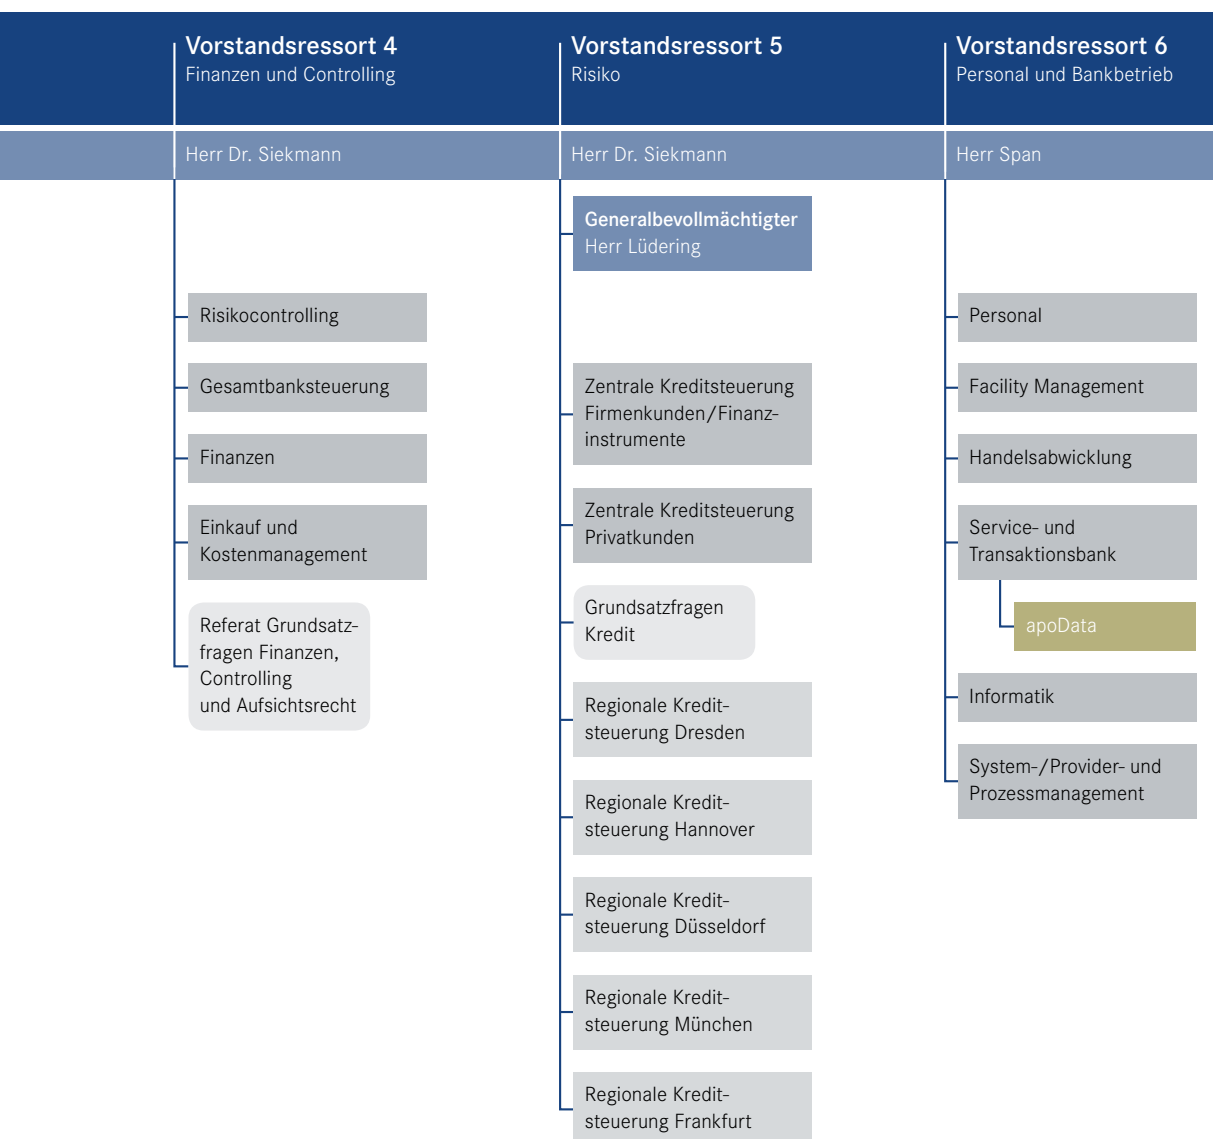 Vorstandsressort 4
Finanzen und Controlling
Herr Dr. Siekmann
Risikocontrolling
Gesamtbanksteuerung
Finanzen
Einkauf und
Kostenmanagement
Referat Grundsatz-
fragen Finanzen,
Controlling
und Aufsichtsrecht
Vorstandsressort 5
Risiko
Herr Dr. Siekmann
Generalbevollmächtigter
Herr Lüdering
Zentrale Kreditsteuerung
Firmenkunden/Finanz-
instrumente
Zentrale Kreditsteuerung
Privatkunden
Grundsatzfragen
Kredit
Regionale Kredit-
steuerung Dresden
Regionale Kredit-
steuerung Hannover
Regionale Kredit-
steuerung Düsseldorf
Regionale Kredit-
steuerung München
Regionale Kredit-
steuerung Frankfurt
Vorstandsressort 6
Personal und Bankbetrieb
Herr Span
Personal
Facility Management
Handelsabwicklung
Service- und
Transaktionsbank
apoData
Informatik
System-/Provider- und
Prozessmanagement